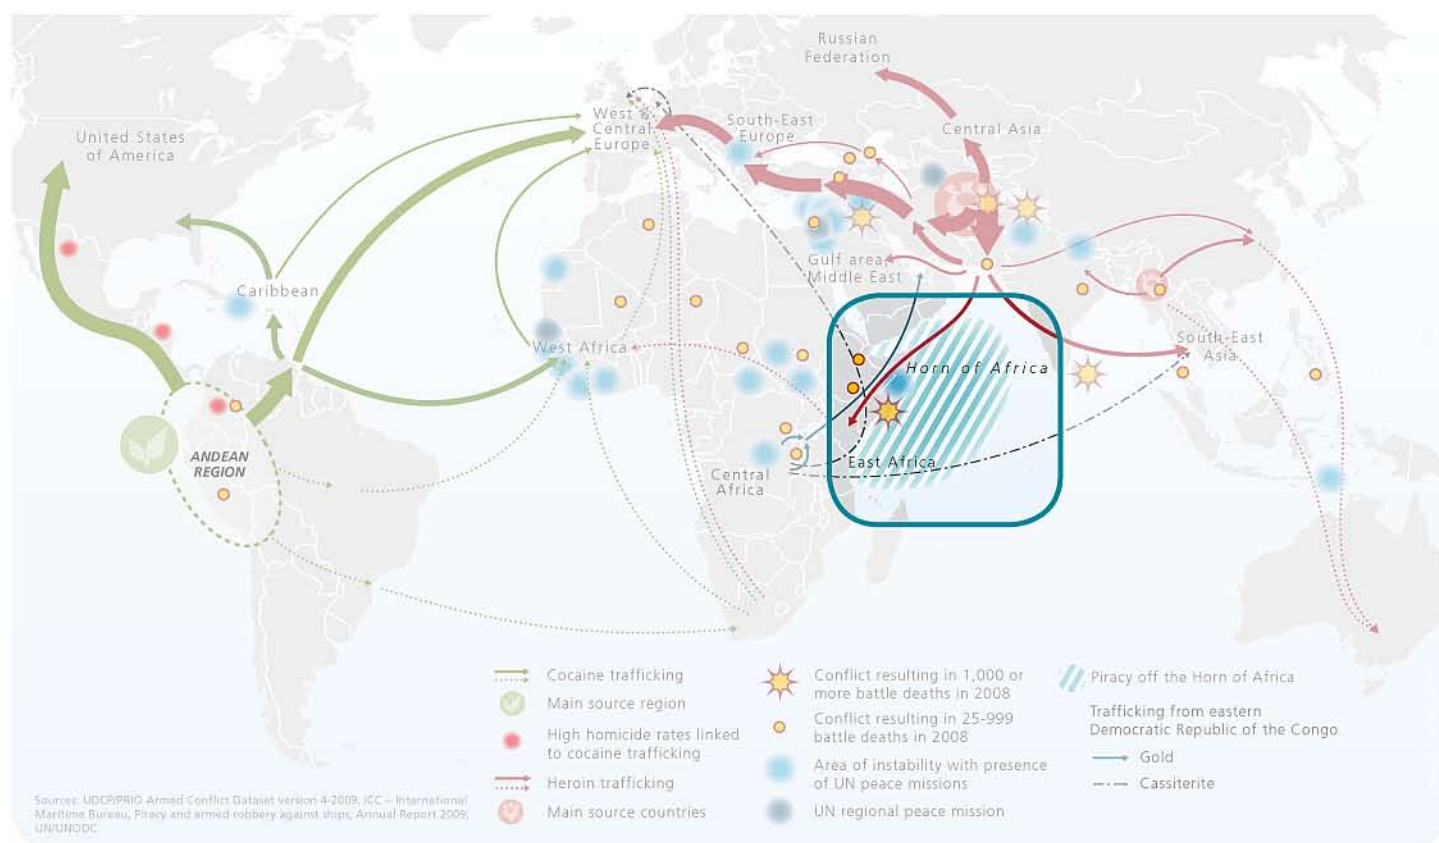 Russian
Federation
United States
of America
West &
Central
Europe
South-East
Europe
Central Asia
Gulf area,
Middle East
Caribbean
West Africa
South-East
Asia
Horn of Africa
ANDEAN
REGION
Central
Africa
East Africa
Cocaine trafficking
Main source region
High homicide rates linked
to cocaine trafficking
Heroin trafficking
Main source countries
Conflict resulting in 1,000 or
more battle deaths in 2008
Conflict resulting in 25-999
battle deaths in 2008
Area of instability with presence
of UN peace missions
UN regional peace mission
Piracy off the Horn of Africa
Trafficking from eastern
Democratic Republic of the Congo
Gold
Cassiterite
Sources: UDCP/PRIO Armed Conflict Dataset version 4-2009, ICC – International
Maritime Bureau, Piracy and armed robbery against ships, Annual Report 2009,
UN/UNODC